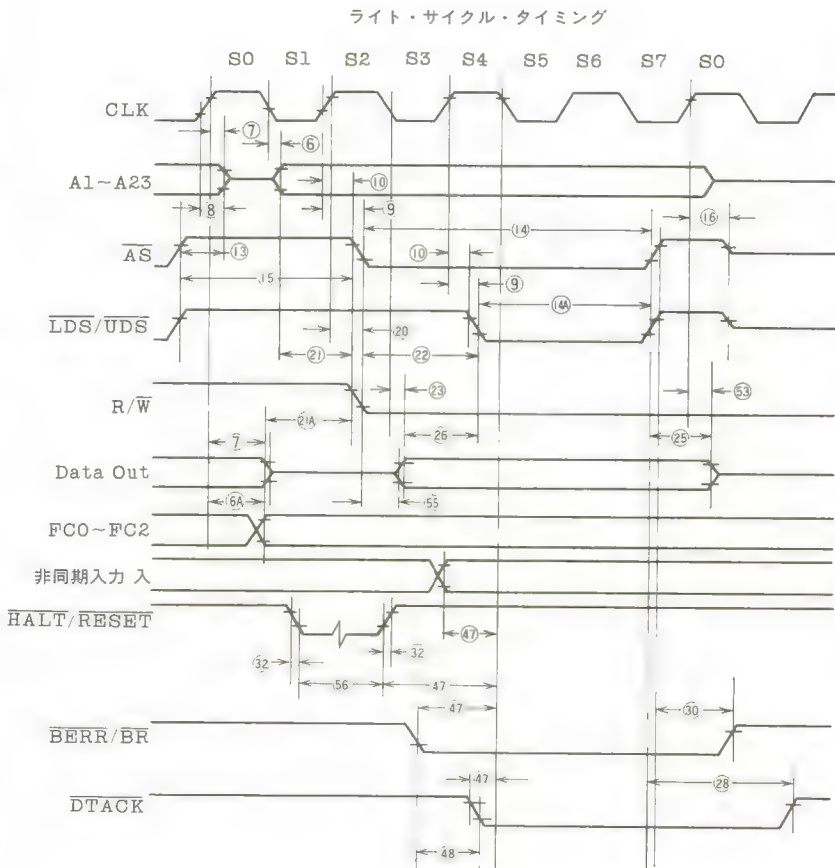 ライト・サイクル・タイミング
S0 S1 S2 S3 S4 S5 S6 S7 S0
CLK
⑦ ⑥
A1~A23
⑩
8 ⑨ ⑯
⑭
AS ⑬ ⑩
15 ⑨
⑭A
LDS/UDS 20
㉑ ㉒
㉓ 53
R/W 21A
7 26 ㉕
Data Out
6A 55
FC0~FC2
非同期入力 入
HALT/RESET
㊼
32 32
56 47
47 ㉚
BERR/BR
47 ㉘
DTACK
48